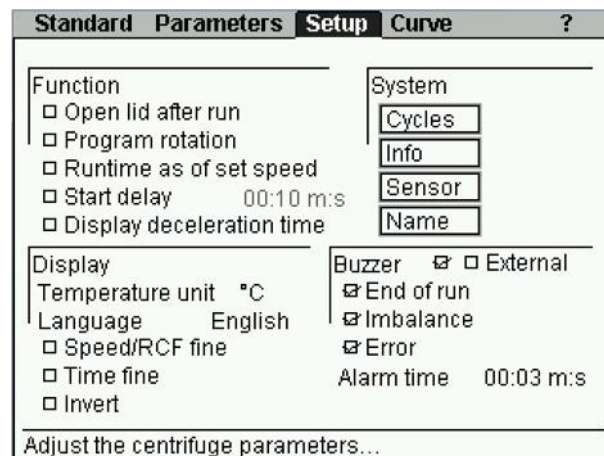 Standard Parameters Setup Curve ?
Function
Open lid after run
Program rotation
Runtime as of set speed
Start delay 00:10 m:s
Display deceleration time
System
Cycles
Info
Sensor
Name
Display
Temperature unit °C
Language English
Speed/RCF fine
Time fine
Invert
Buzzer External
End of run
Imbalance
Error
Alarm time 00:03 m:s
Adjust the centrifuge parameters...